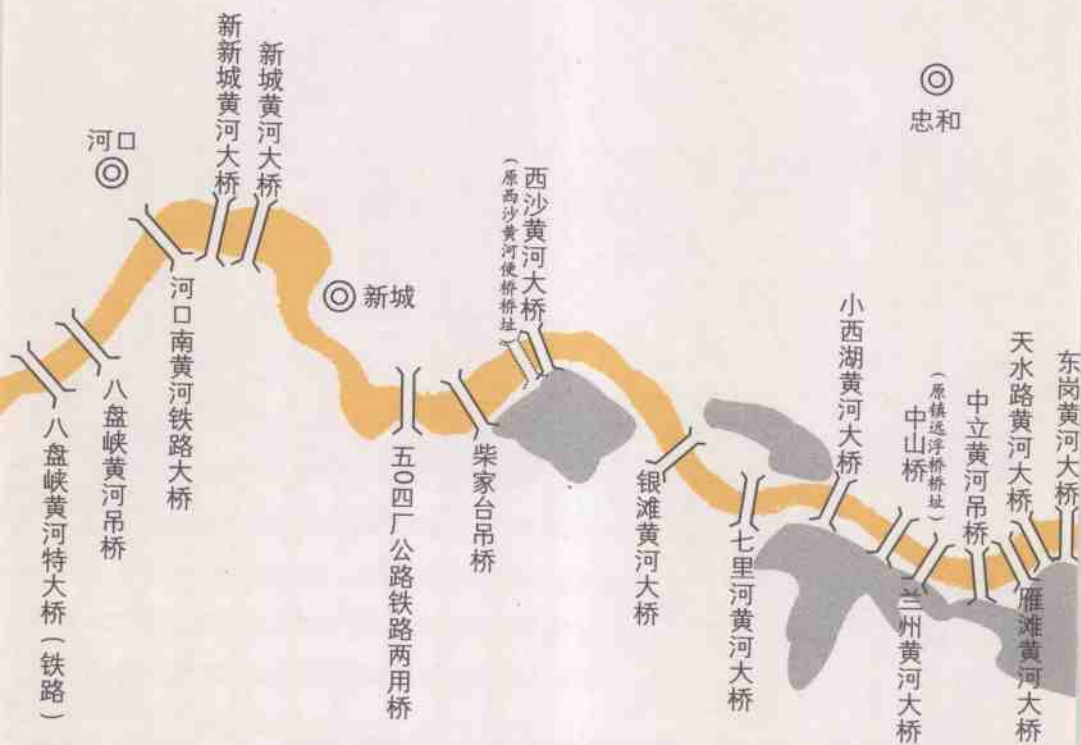 河口
新新城黄河大桥
新城黄河大桥
忠和
新城
西沙黄河大桥
（原西沙黄河便桥桥址）
八盘峡黄河特大桥（铁路）
八盘峡黄河吊桥
河口南黄河铁路大桥
五〇四厂公路铁路两用桥
柴家台吊桥
银滩黄河大桥
七里河黄河大桥
小西湖黄河大桥
中山桥
（原镇远浮桥桥址）
兰州黄河大桥
中立黄河吊桥
天水路黄河大桥
雁滩黄河大桥
东岗黄河大桥